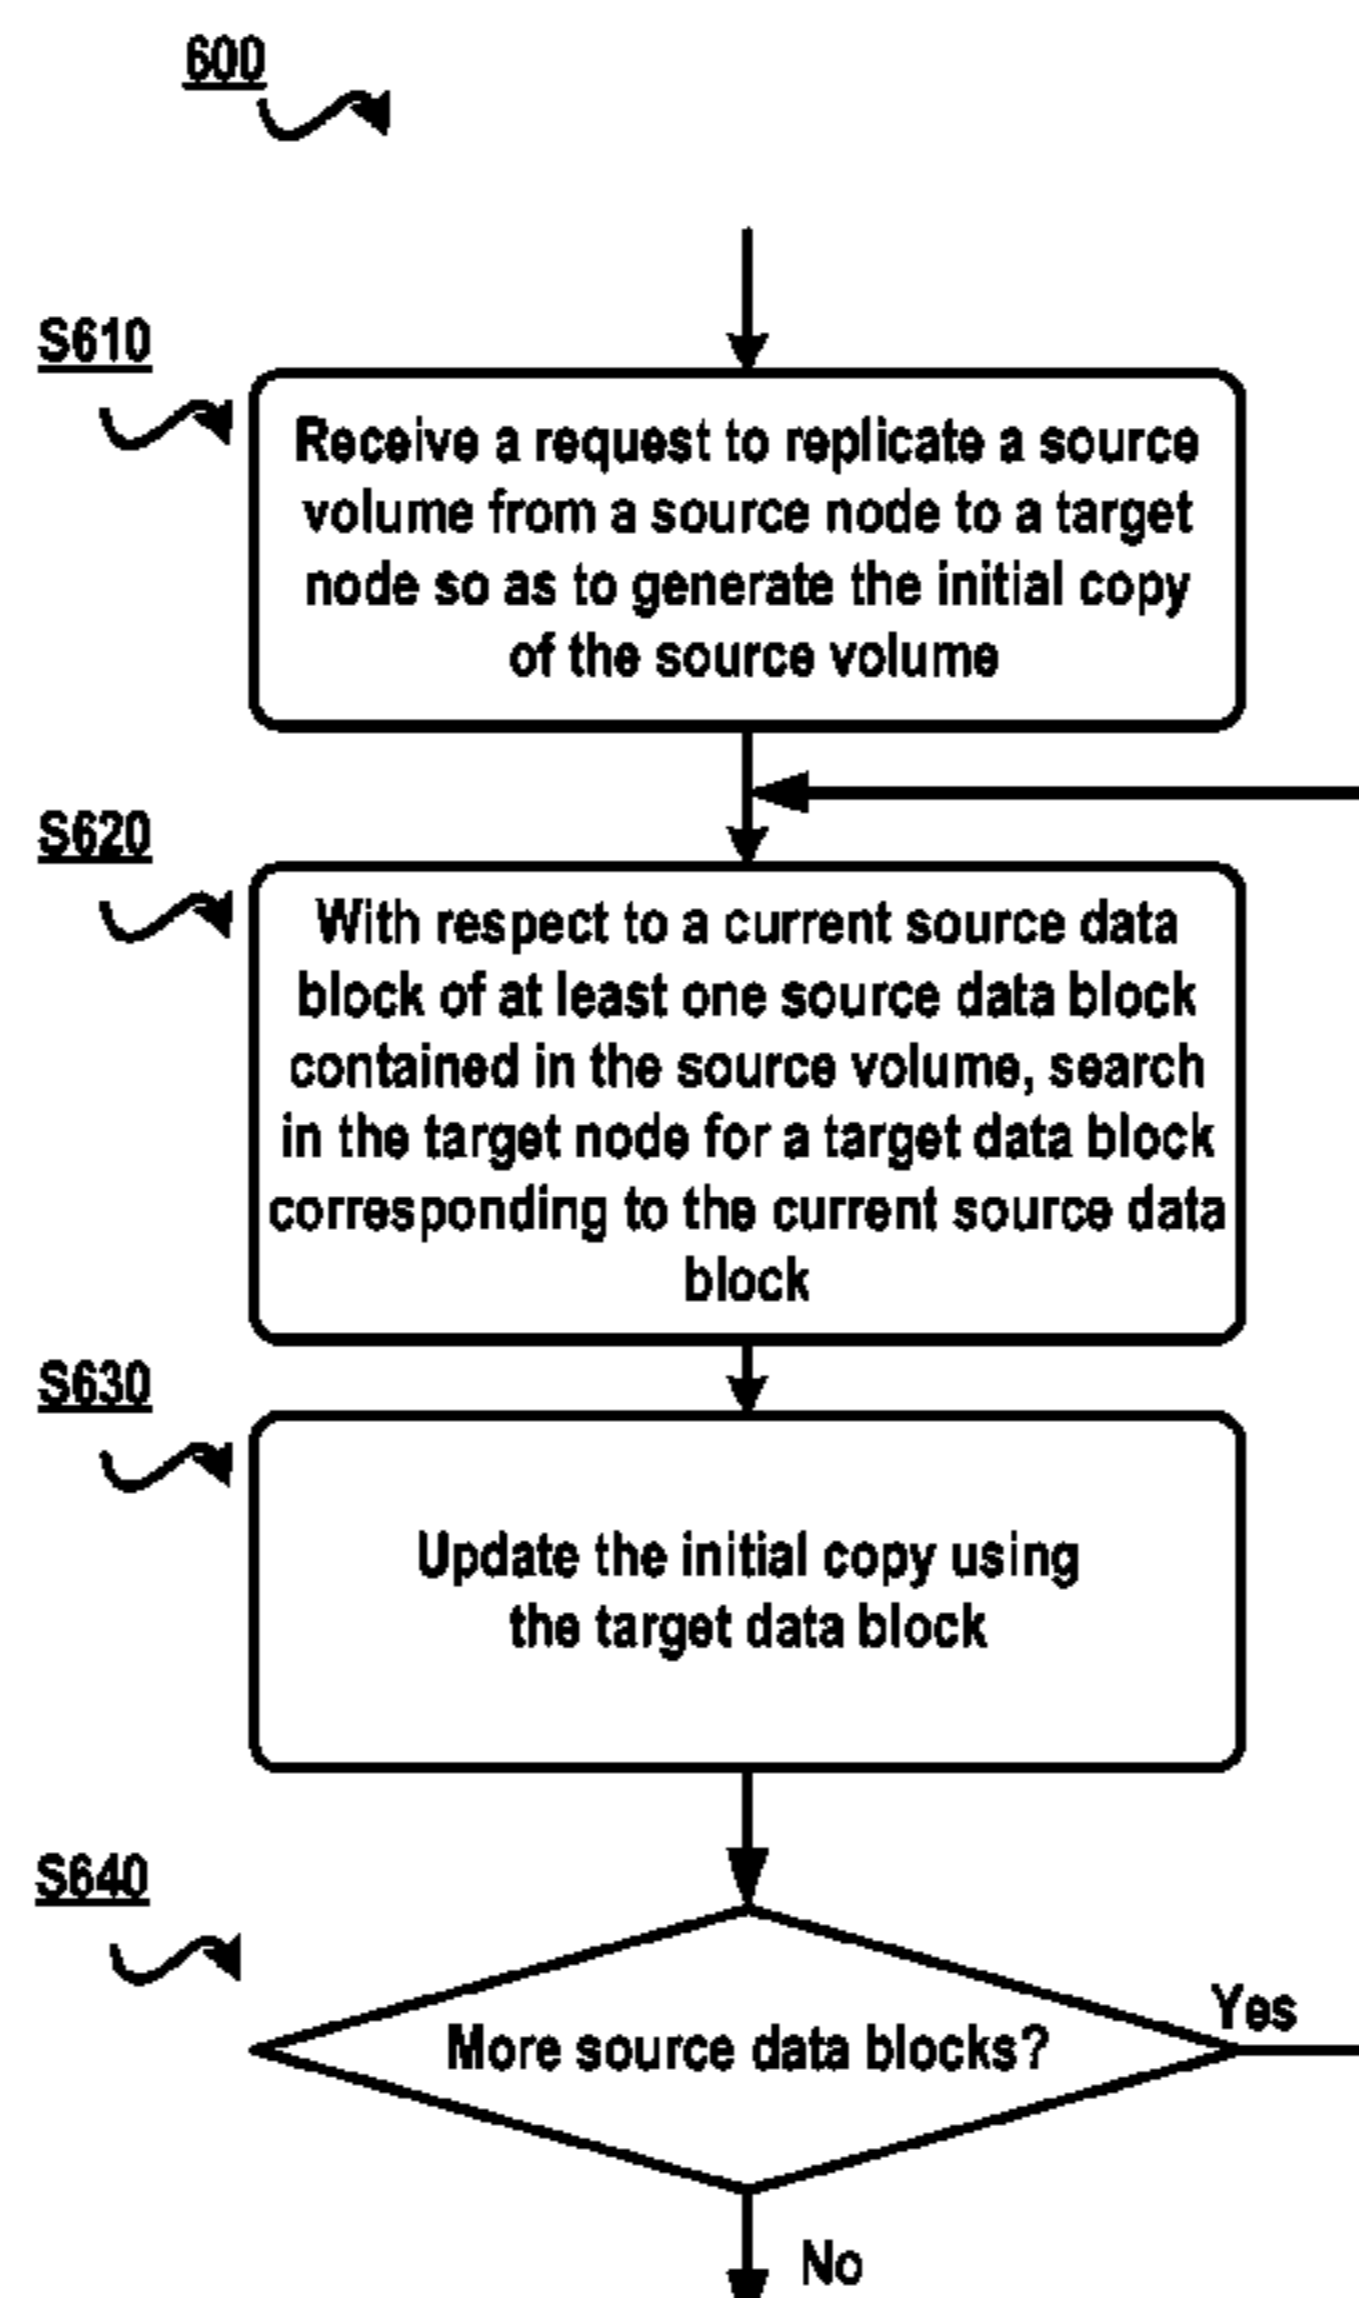 600
S610
Receive a request to replicate a source
volume from a source node to a target
node so as to generate the initial copy
of the source volume
S620
With respect to a current source data
block of at least one source data block
contained in the source volume, search
in the target node for a target data block
corresponding to the current source data
block
S630
Update the initial copy using
the target data block
S640
More source data blocks?
Yes
No